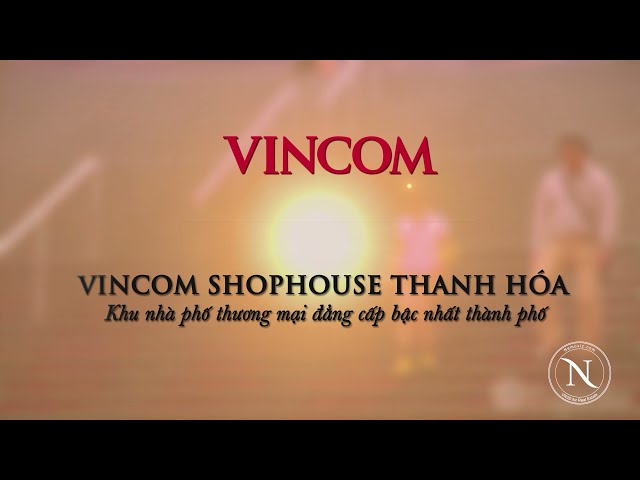 VINCOM
VINCOM SHOPHOUSE THANH HÓA
Khu nhà phố thương mại đẳng cấp bậc nhất thành phố
N